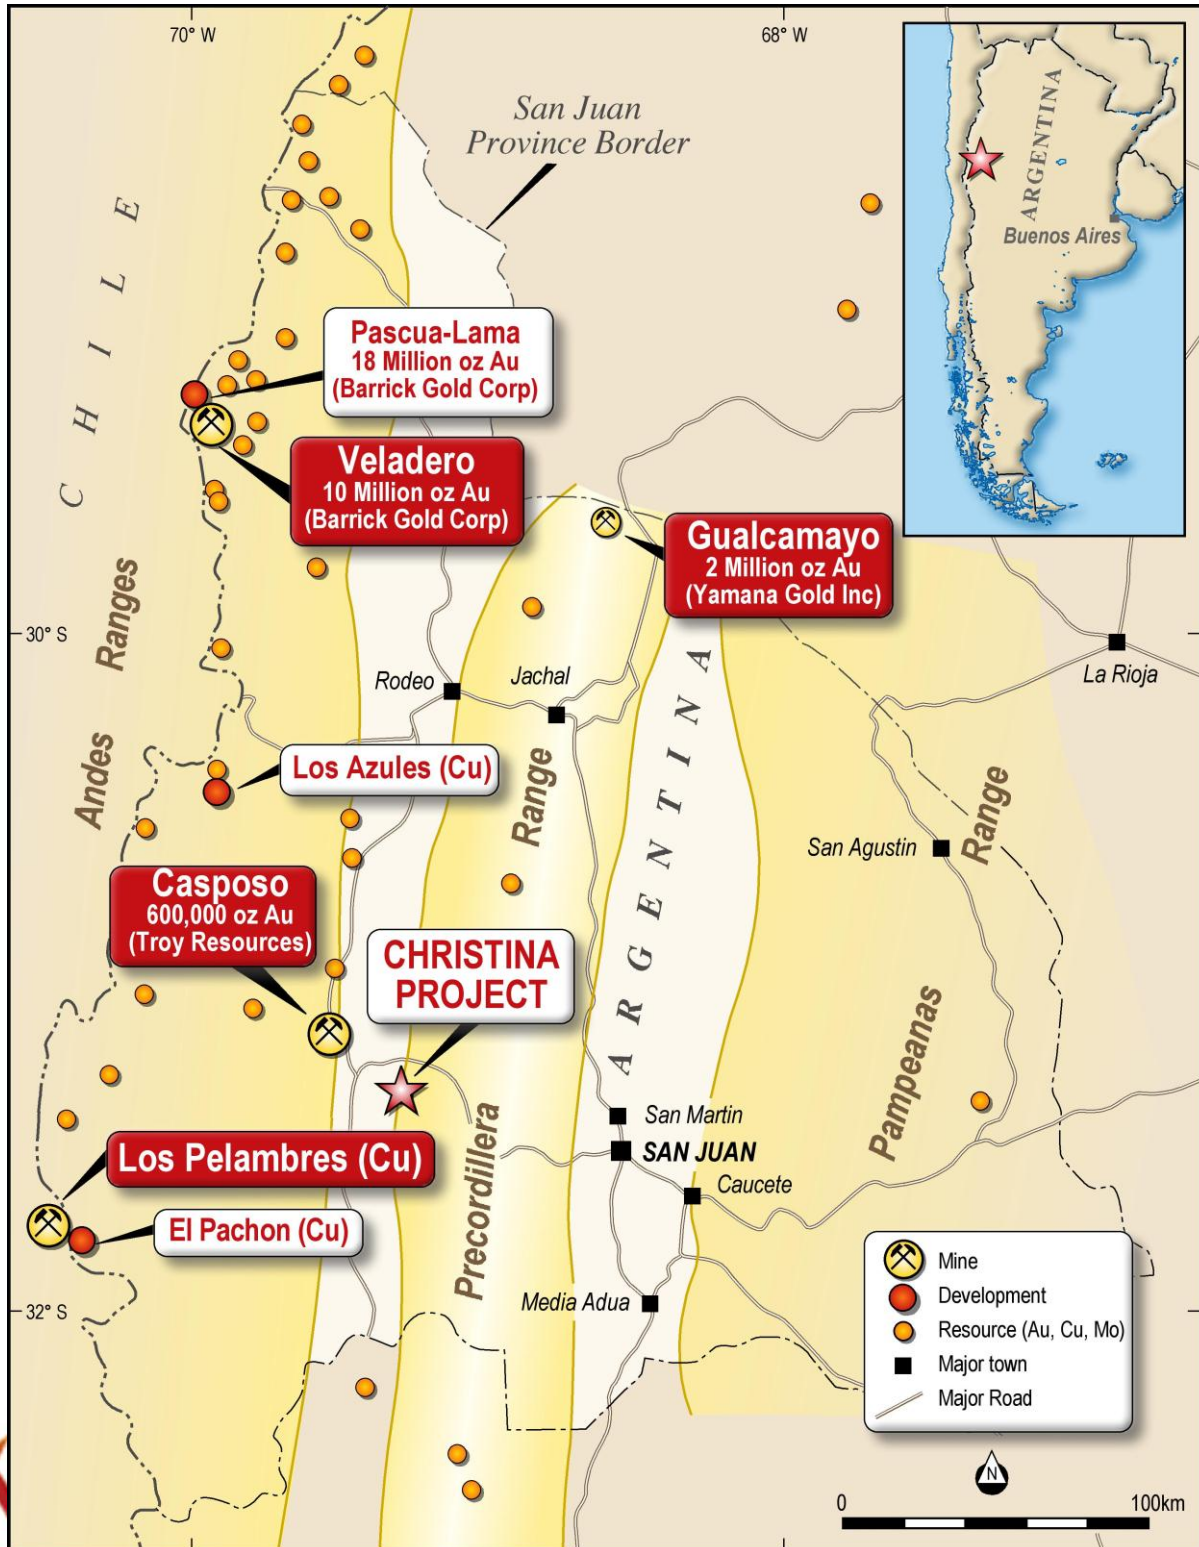 70° W
68° W
San Juan
Province Border
ARGENTINA
Buenos Aires
CHILE
Pascua-Lama
18 Million oz Au
(Barrick Gold Corp)
Veladero
10 Million oz Au
(Barrick Gold Corp)
Gualcamayo
2 Million oz Au
(Yamana Gold Inc)
30° S
Andes Ranges
Rodeo
Jachal
La Rioja
ARGENTINA
Los Azules (Cu)
Precordillera Range
San Agustin
Pampeanas Range
Casposo
600,000 oz Au
(Troy Resources)
CHRISTINA
PROJECT
San Martin
SAN JUAN
Caucete
Los Pelambres (Cu)
El Pachon (Cu)
Media Adua
32° S
Mine
Development
Resource (Au, Cu, Mo)
Major town
Major Road
N
0
100km